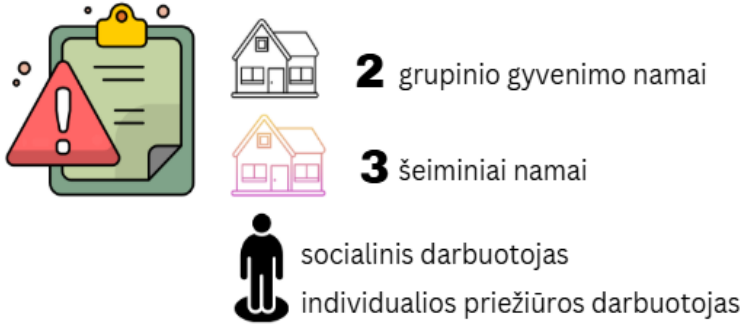 2 grupinio gyvenimo namai
3 šeiminiai namai
socialinis darbuotojas
individualios priežiūros darbuotojas